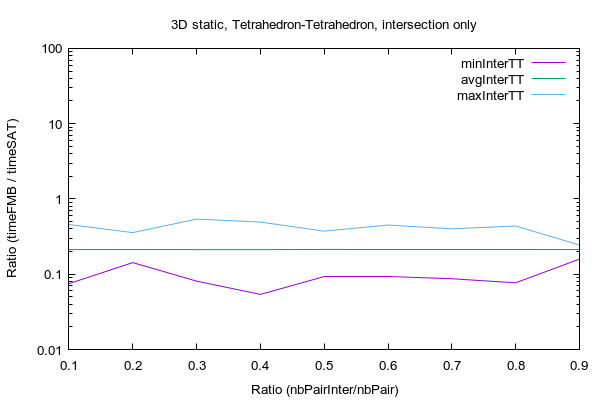 3D static, Tetrahedron-Tetrahedron, intersection only
minInterTT
avgInterTT
maxInterTT
Ratio (timeFMB / timeSAT)
100
10
1
0.1
0.01
0.1 0.2 0.3 0.4 0.5 0.6 0.7 0.8 0.9
Ratio (nbPairInter/nbPair)